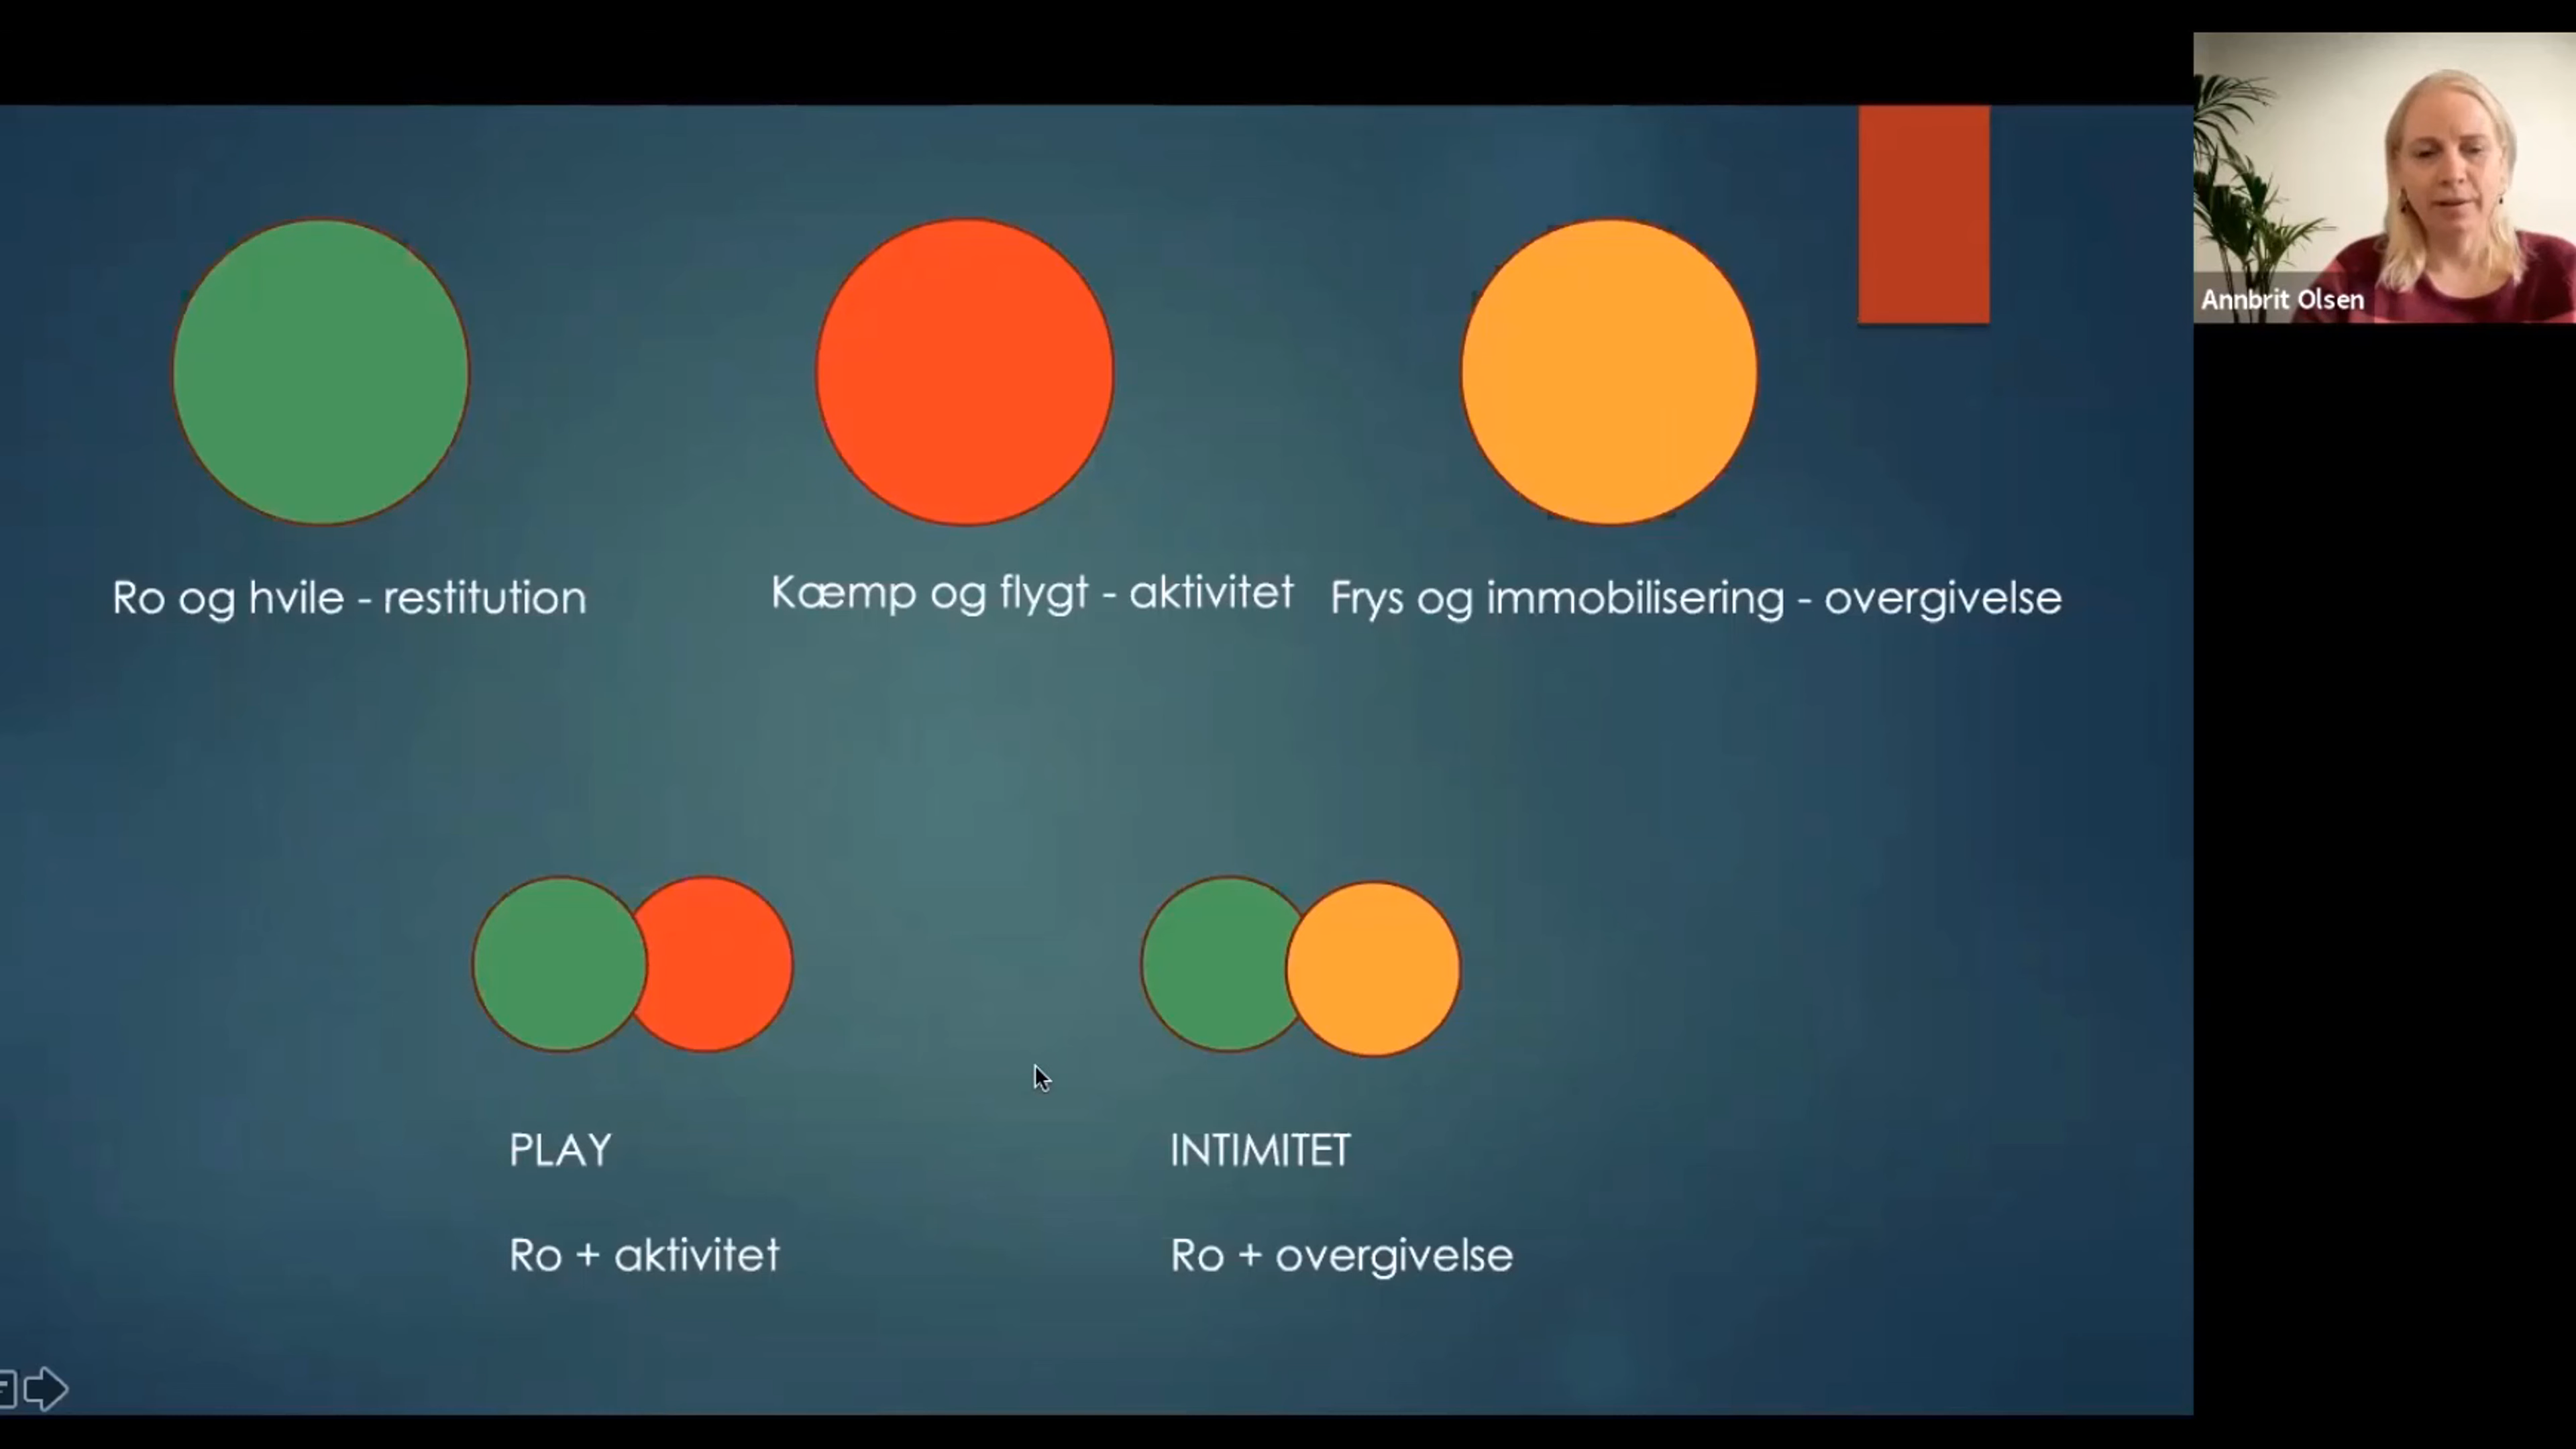 Annbrit Olsen
Ro og hvile - restitution
Kæmp og flygt - aktivitet
Frys og immobilisering - overgivelse
PLAY
INTIMITET
Ro + aktivitet
Ro + overgivelse